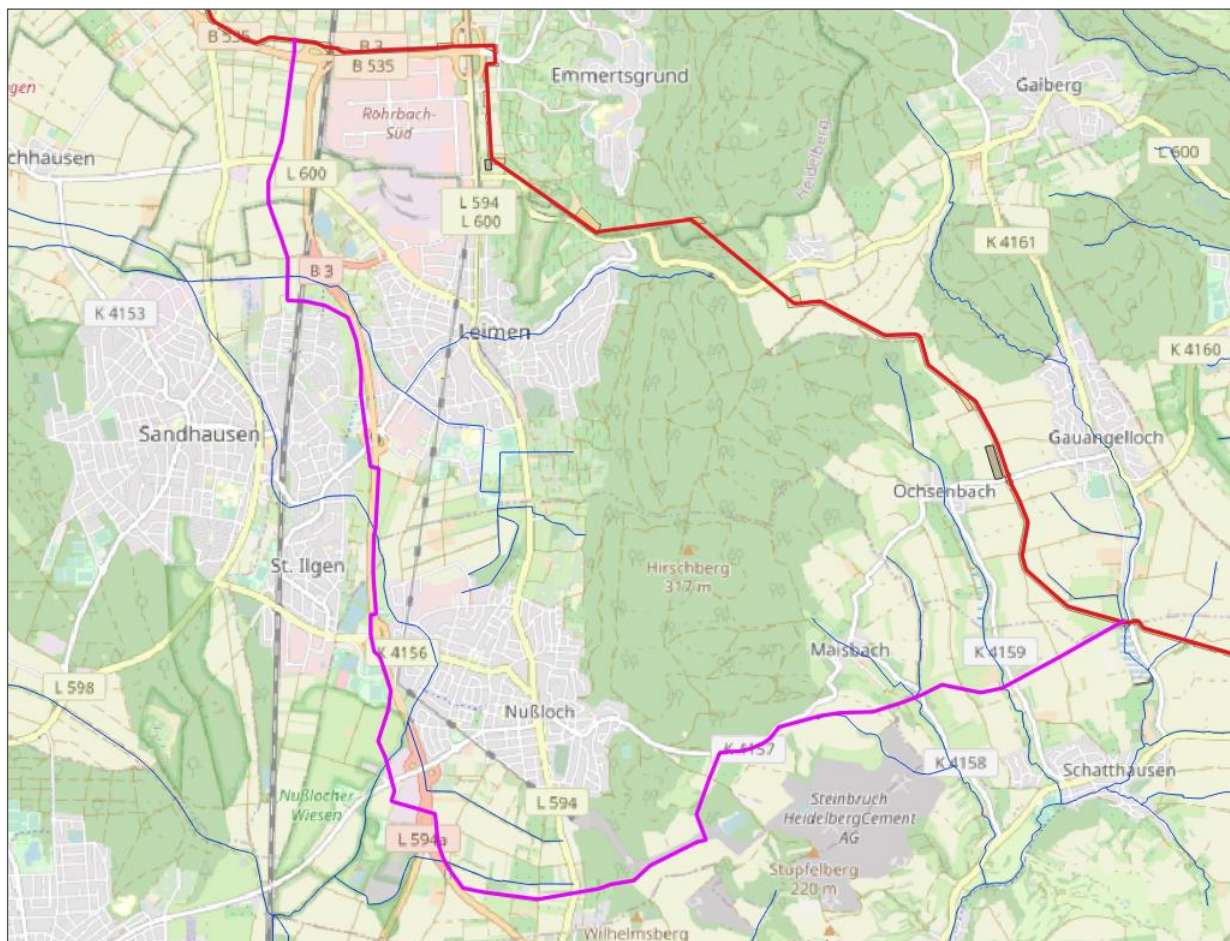 B 535
B 3
B 535
Emmertsgrund
Gaiberg
Rohrbach-
Süd
chhausen
Heidelberg
L 600
L 600
L 594
L 600
K 4161
B 3
K 4153
Leimen
K 4160
Sandhausen
Gauangelloch
Ochsenbach
St. Ilgen
Hirschberg
317 m
K 4156
Maisbach
K 4159
L 598
Nußloch
K 4157
K 4158
Schatthausen
Nußlocher
Wiesen
L 594
Steinbruch
HeidelbergCement
AG
L 594a
Stupfelberg
220 m
Wilhelmsberg